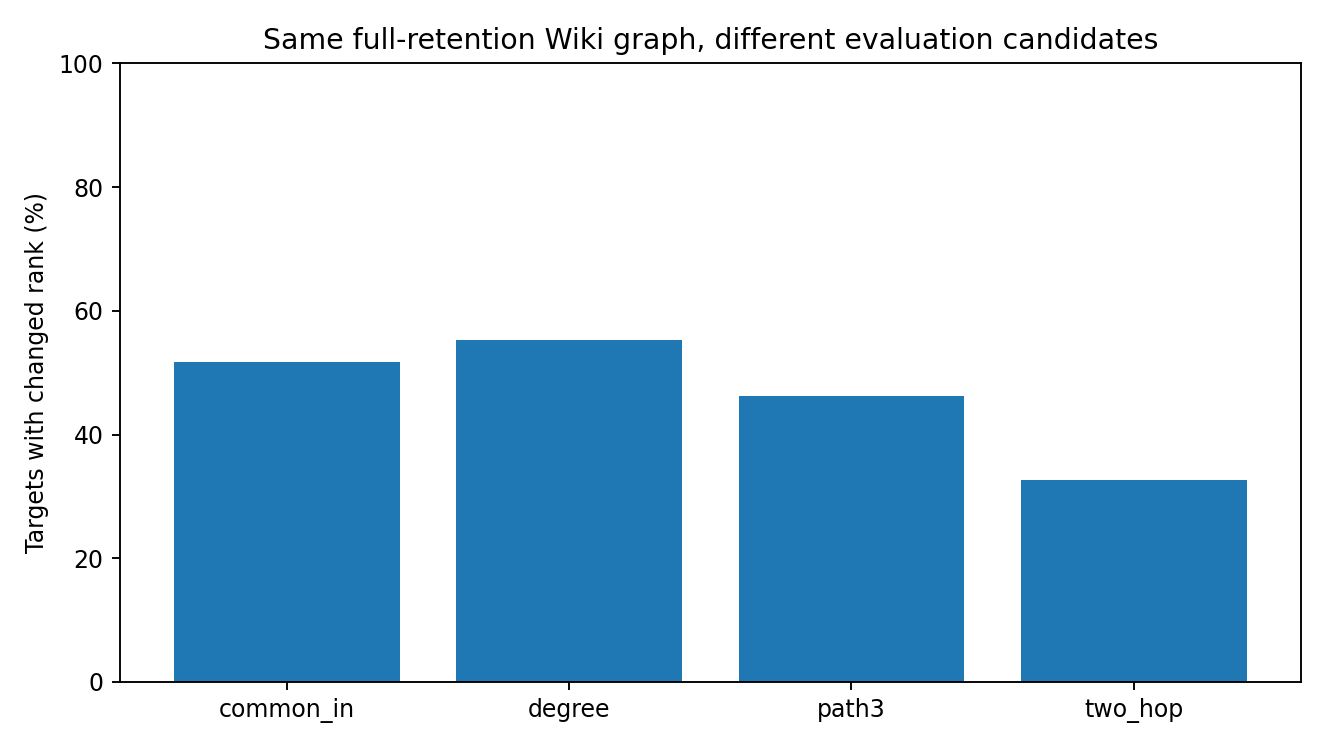 Same full-retention Wiki graph, different evaluation candidates
Targets with changed rank (%)
100
80
60
40
20
0
common_in
degree
path3
two_hop